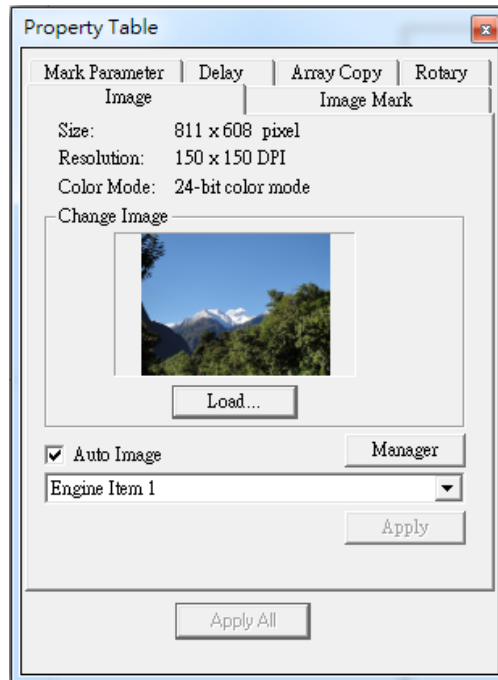 Property Table
Mark Parameter Delay Array Copy Rotary
Image Image Mark
Size: 811 x 608 pixel
Resolution: 150 x 150 DPI
Color Mode: 24-bit color mode
Change Image
Load...
Auto Image Manager
Engine Item 1
Apply
Apply All